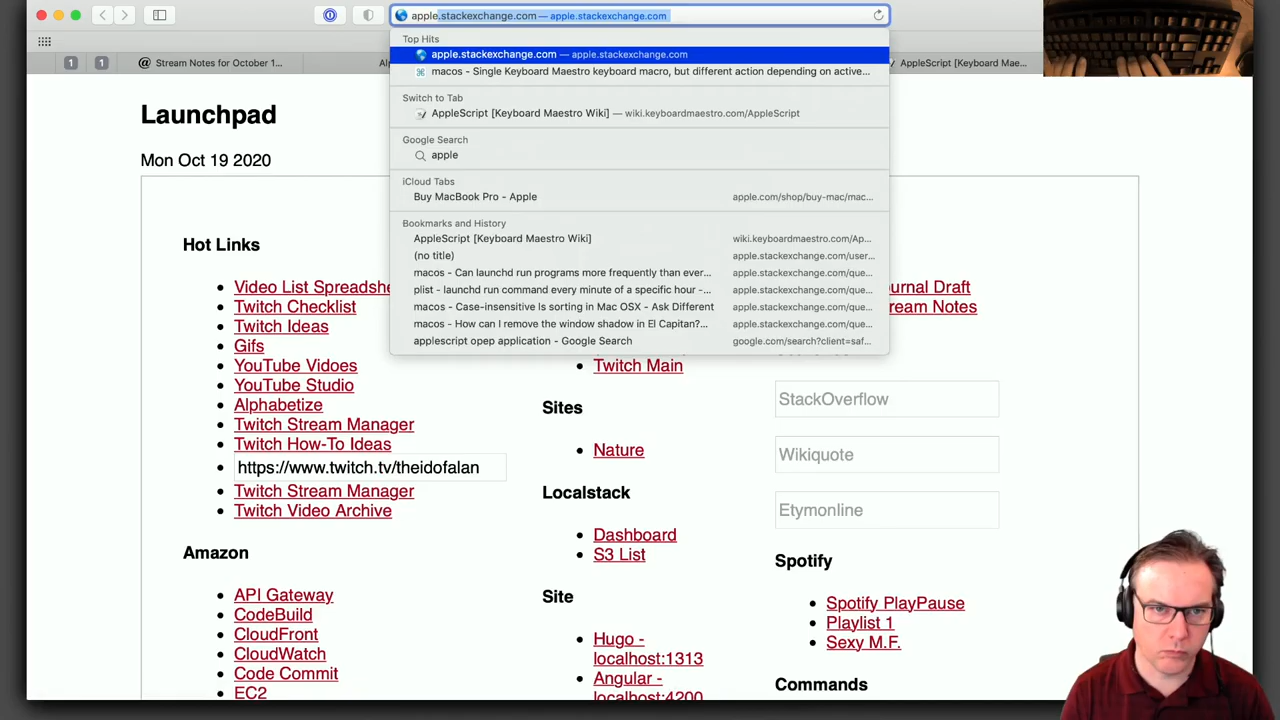 apple.stackexchange.com — apple.stackexchange.com
Top Hits
apple.stackexchange.com — apple.stackexchange.com
macos - Single Keyboard Maestro keyboard macro, but different action depending on active...
Switch to Tab
AppleScript [Keyboard Maestro Wiki] — wiki.keyboardmaestro.com/AppleScript
Google Search
apple
iCloud Tabs
Buy MacBook Pro - Apple apple.com/shop/buy-mac/mac...
Bookmarks and History
AppleScript [Keyboard Maestro Wiki] wiki.keyboardmaestro.com/Ap...
(no title) apple.stackexchange.com/user...
macos - Can launchd run programs more frequently than ever... apple.stackexchange.com/que...
plist - launchd run command every minute of a specific hour -... apple.stackexchange.com/que...
macos - Case-insensitive ls sorting in Mac OSX - Ask Different apple.stackexchange.com/que...
macos - How can I remove the window shadow in El Capitan?... apple.stackexchange.com/que...
applescript opep application - Google Search google.com/search?client=saf...
1 1 @ Stream Notes for October 1... AppleScript [Keyboard Mae...
Launchpad
Mon Oct 19 2020
Hot Links
Video List Spreadshe
Twitch Checklist
Twitch Ideas
Gifs
YouTube Vidoes
YouTube Studio
Alphabetize
Twitch Stream Manager
Twitch How-To Ideas
https://www.twitch.tv/theidofalan
Twitch Stream Manager
Twitch Video Archive
Amazon
API Gateway
CodeBuild
CloudFront
CloudWatch
Code Commit
EC2
Twitch Main
Sites
Nature
Localstack
Dashboard
S3 List
Site
Hugo -
localhost:1313
Angular -
localhost:4200
urnal Draft
ream Notes
StackOverflow
Wikiquote
Etymonline
Spotify
Spotify PlayPause
Playlist 1
Sexy M.F.
Commands